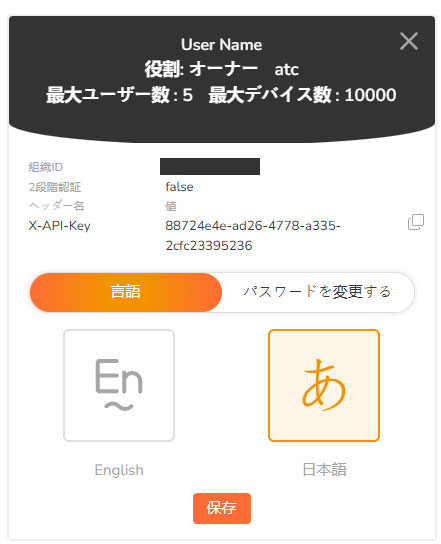 User Name
役割: オーナー　atc
最大ユーザー数 : 5　最大デバイス数 : 10000
組織ID
2段階認証 false
ヘッダー名 値
X-API-Key 88724e4e-ad26-4778-a335-
2cfc23395236
言語 パスワードを変更する
En あ
English 日本語
保存